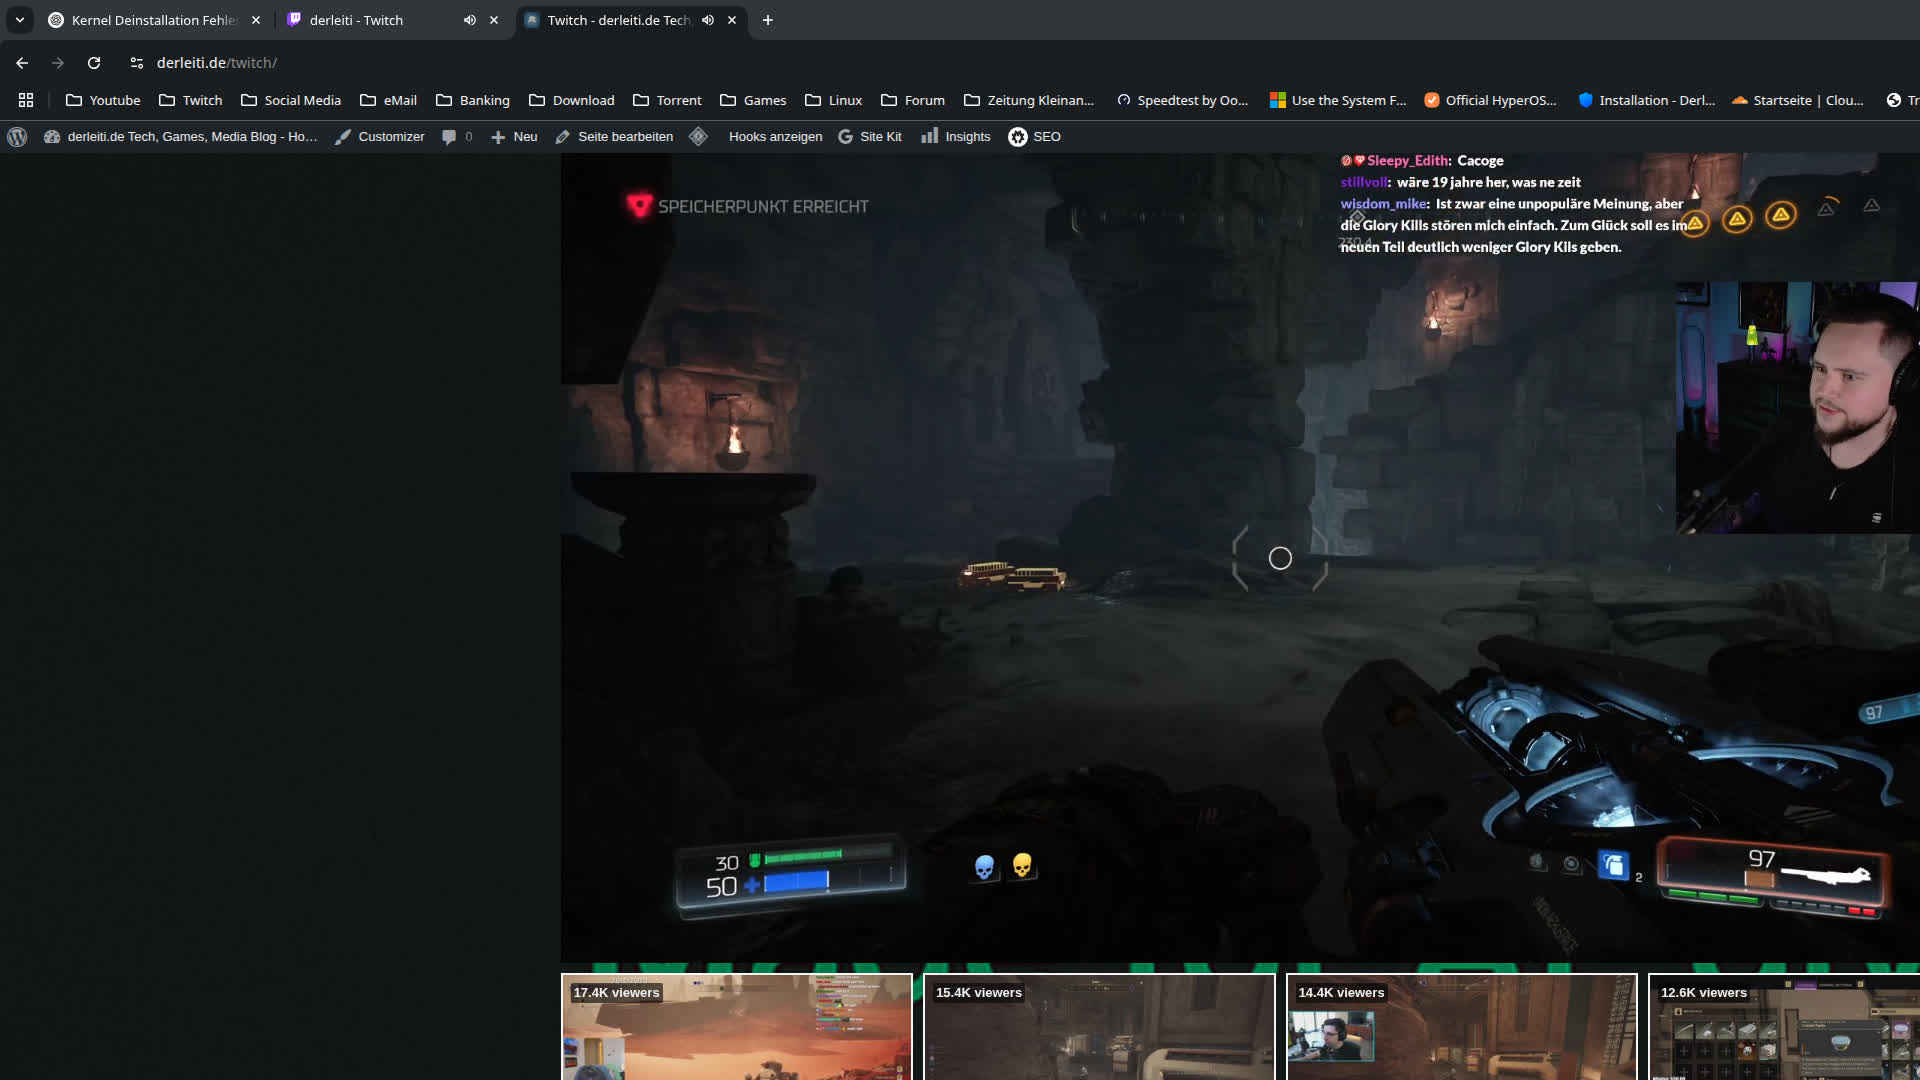 Kernel Deinstallation Fehle
derleiti - Twitch
Twitch - derleiti.de Tech,
derleiti.de/twitch/
Youtube
Twitch
Social Media
eMail
Banking
Download
Torrent
Games
Linux
Forum
Zeitung Kleinan...
Speedtest by Oo...
Use the System F...
Official HyperOS...
Installation - Derl...
Startseite | Clou...
Tr
derleiti.de Tech, Games, Media Blog - Ho...
Customizer
0
Neu
Seite bearbeiten
Hooks anzeigen
Site Kit
Insights
SEO
Sleepy_Edith: Cacoge
stillvoll: wäre 19 jahre her, was ne zeit
wisdom_mike: Ist zwar eine unpopuläre Meinung, aber
die Glory Kills stören mich einfach. Zum Glück soll es im
neuen Teil deutlich weniger Glory Kils geben.
SPEICHERPUNKT ERREICHT
97
30
50
2
97
17.4K viewers
15.4K viewers
14.4K viewers
12.6K viewers